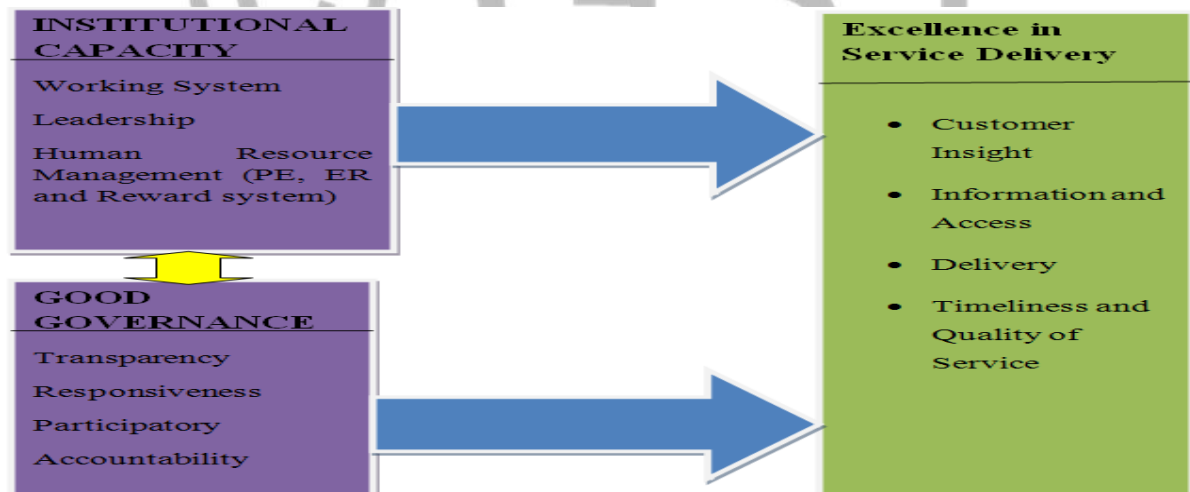 INSTITUTIONAL
CAPACITY
Working System
Leadership
Human Resource
Management (PE, ER
and Reward system)
GOOD
GOVERNANCE
Transparency
Responsiveness
Participatory
Accountability
Excellence in
Service Delivery
• Customer
Insight
• Information and
Access
• Delivery
• Timeliness and
Quality of
Service